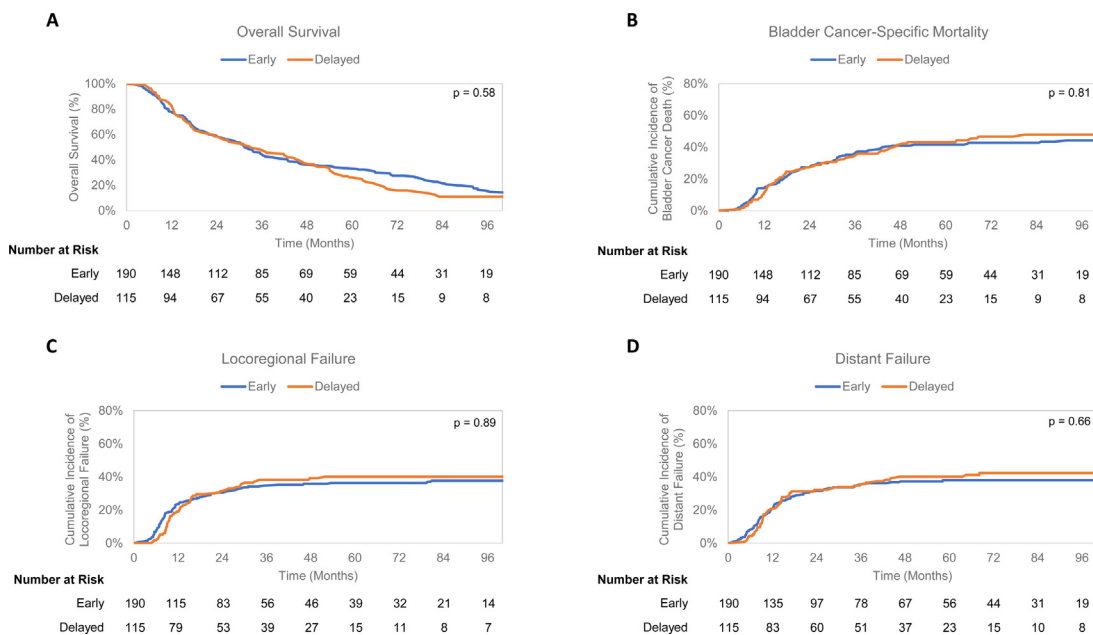 A
Overall Survival
Early Delayed
p = 0.58
Overall Survival (%)
100%
80%
60%
40%
20%
0%
0 12 24 36 48 60 72 84 96
Time (Months)
Number at Risk
Early 190 148 112 85 69 59 44 31 19
Delayed 115 94 67 55 40 23 15 9 8
B
Bladder Cancer-Specific Mortality
Early Delayed
p = 0.81
Cumulative Incidence of
Bladder Cancer Death (%)
80%
60%
40%
20%
0%
0 12 24 36 48 60 72 84 96
Time (Months)
Number at Risk
Early 190 148 112 85 69 59 44 31 19
Delayed 115 94 67 55 40 23 15 9 8
C
Locoregional Failure
Early Delayed
p = 0.89
Cumulative Incidence of
Locoregional Failure (%)
80%
60%
40%
20%
0%
0 12 24 36 48 60 72 84 96
Time (Months)
Number at Risk
Early 190 115 83 56 46 39 32 21 14
Delayed 115 79 53 39 27 15 11 8 7
D
Distant Failure
Early Delayed
p = 0.66
Cumulative Incidence of
Distant Failure (%)
80%
60%
40%
20%
0%
0 12 24 36 48 60 72 84 96
Time (Months)
Number at Risk
Early 190 135 97 78 67 56 44 31 19
Delayed 115 83 60 51 37 23 15 10 8